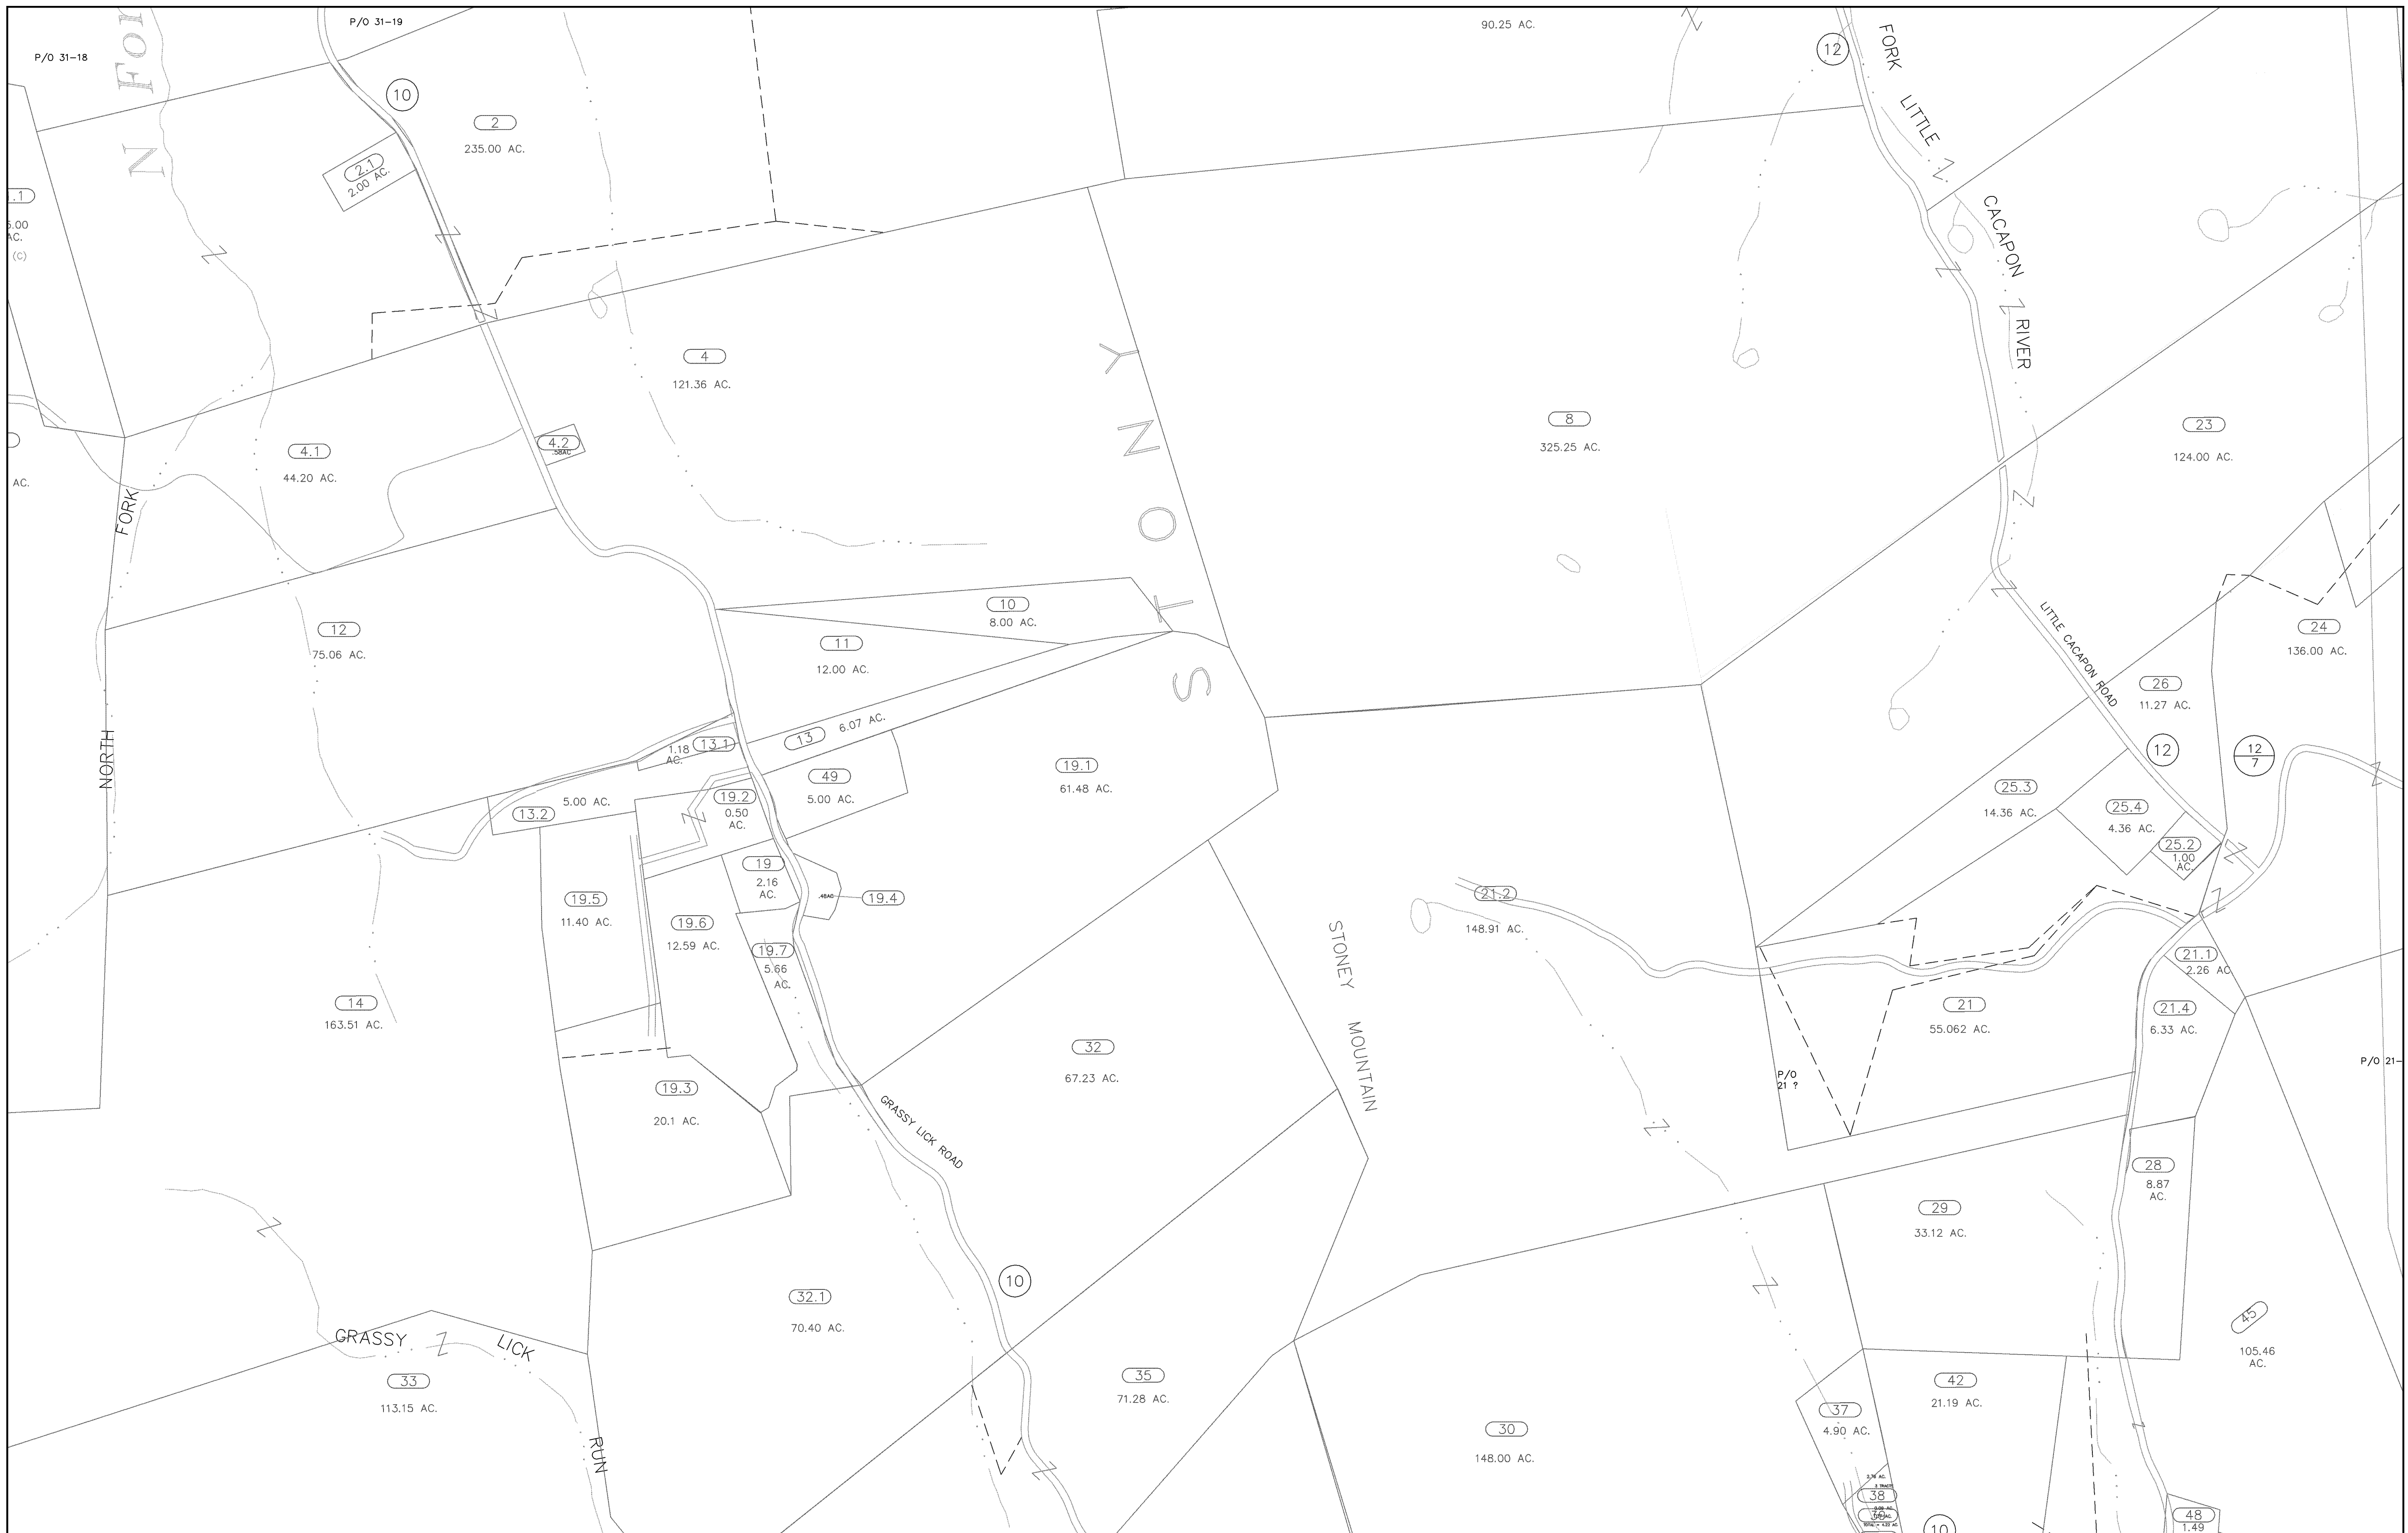 P/O 31-19
P/O 31-18
N For
10
2
235.00 AC.
2.1
2.00 AC.
90.25 AC.
12
FORK LITTLE CACAPON RIVER
.1
AC.
(C)
4
121.36 AC.
4.1
44.20 AC.
4.2
.58AC
AC.
8
325.25 AC.
23
124.00 AC.
STONY
NORTH FORK
12
75.06 AC.
10
8.00 AC.
11
12.00 AC.
13
6.07 AC.
13.1
1.18
AC.
13.2
5.00 AC.
49
5.00 AC.
19.1
61.48 AC.
19.2
0.50
AC.
19
2.16
AC.
.48AC
19.4
19.5
11.40 AC.
19.6
12.59 AC.
19.7
5.66
AC.
LITTLE CACAPON ROAD
24
136.00 AC.
26
11.27 AC.
12
12
7
25.3
14.36 AC.
25.4
4.36 AC.
25.2
1.00
AC.
21.2
148.91 AC.
21.1
2.26 AC
21
55.062 AC.
21.4
6.33 AC.
P/O
21 ?
P/O 21-
14
163.51 AC.
19.3
20.1 AC.
32
67.23 AC.
STONEY MOUNTAIN
GRASSY LICK ROAD
10
28
8.87
AC.
29
33.12 AC.
32.1
70.40 AC.
GRASSY LICK RUN
33
113.15 AC.
35
71.28 AC.
45
105.46
AC.
42
21.19 AC.
37
4.90 AC.
30
148.00 AC.
38
48
1.49
10